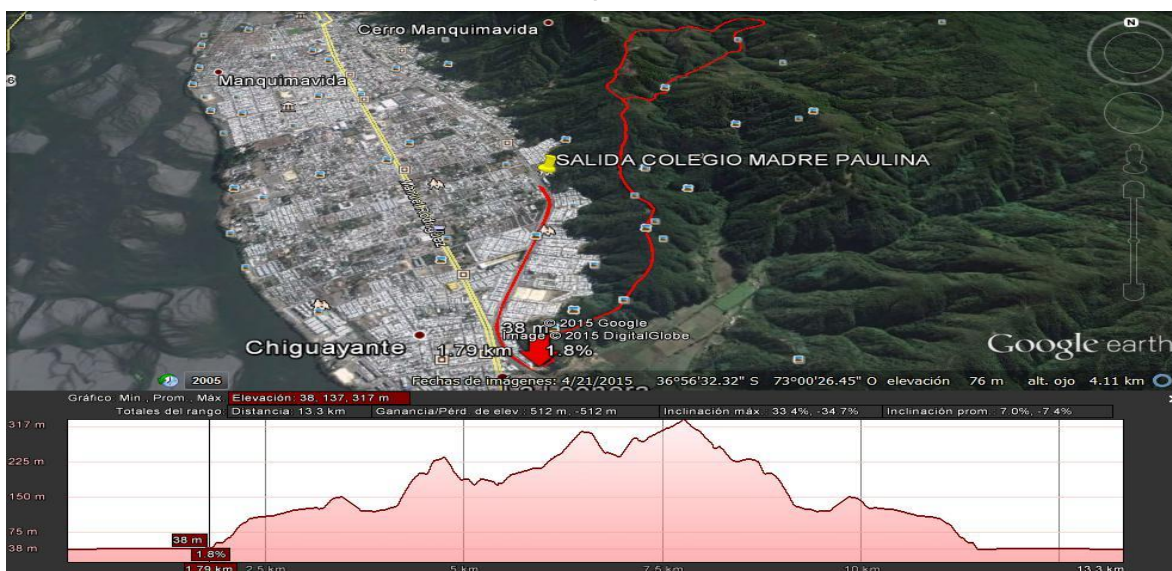 Cerro Manquimavida
N
Manquimavida
SALIDA COLEGIO MADRE PAULINA
38 m
© 2015 Google
Image © 2015 DigitalGlobe
Chiguayante
1.79 km
1.8%
Google earth
2005
Fechas de imágenes: 4/21/2015 36°56'32.32" S 73°00'26.45" O elevación 76 m alt. ojo 4.11 km
Gráfico: Mín., Prom., Máx. Elevación: 38, 137, 317 m
Totales del rango: Distancia: 13.3 km Ganancia/Pérd. de elev.: 512 m, -512 m Inclinación máx.: 33.4%, -34.7% Inclinación prom.: 7.0%, -7.4%
317 m
225 m
150 m
75 m
38 m
38 m
1.8%
1.79 km 2.5 km 5 km 7.5 km 10 km 13.3 km